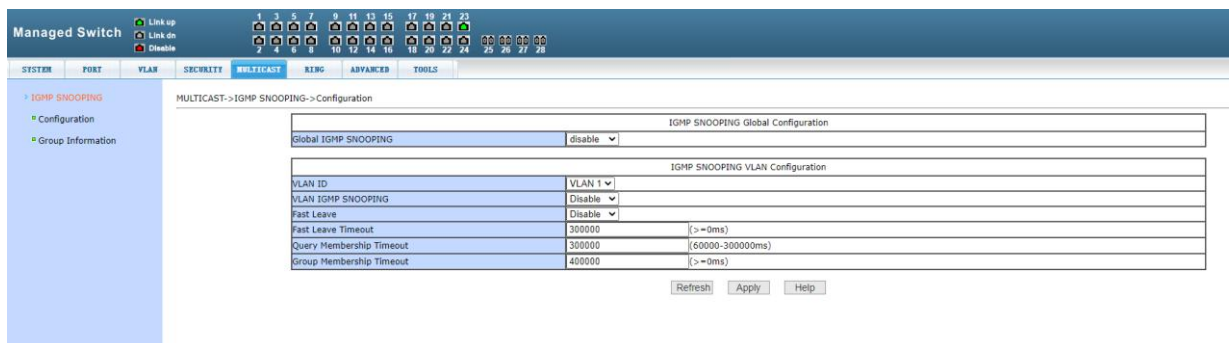 Managed Switch
Link up
Link dn
Disable
1 3 5 7 9 11 13 15 17 19 21 23
2 4 6 8 10 12 14 16 18 20 22 24 25 26 27 28
SYSTEM PORT VLAN SECURITY MULTICAST RING ADVANCED TOOLS
IGMP SNOOPING
Configuration
Group Information
MULTICAST->IGMP SNOOPING->Configuration
IGMP SNOOPING Global Configuration
Global IGMP SNOOPING disable
IGMP SNOOPING VLAN Configuration
VLAN ID VLAN 1
VLAN IGMP SNOOPING Disable
Fast Leave Disable
Fast Leave Timeout 300000 (>=0ms)
Query Membership Timeout 300000 (60000-300000ms)
Group Membership Timeout 400000 (>=0ms)
Refresh Apply Help